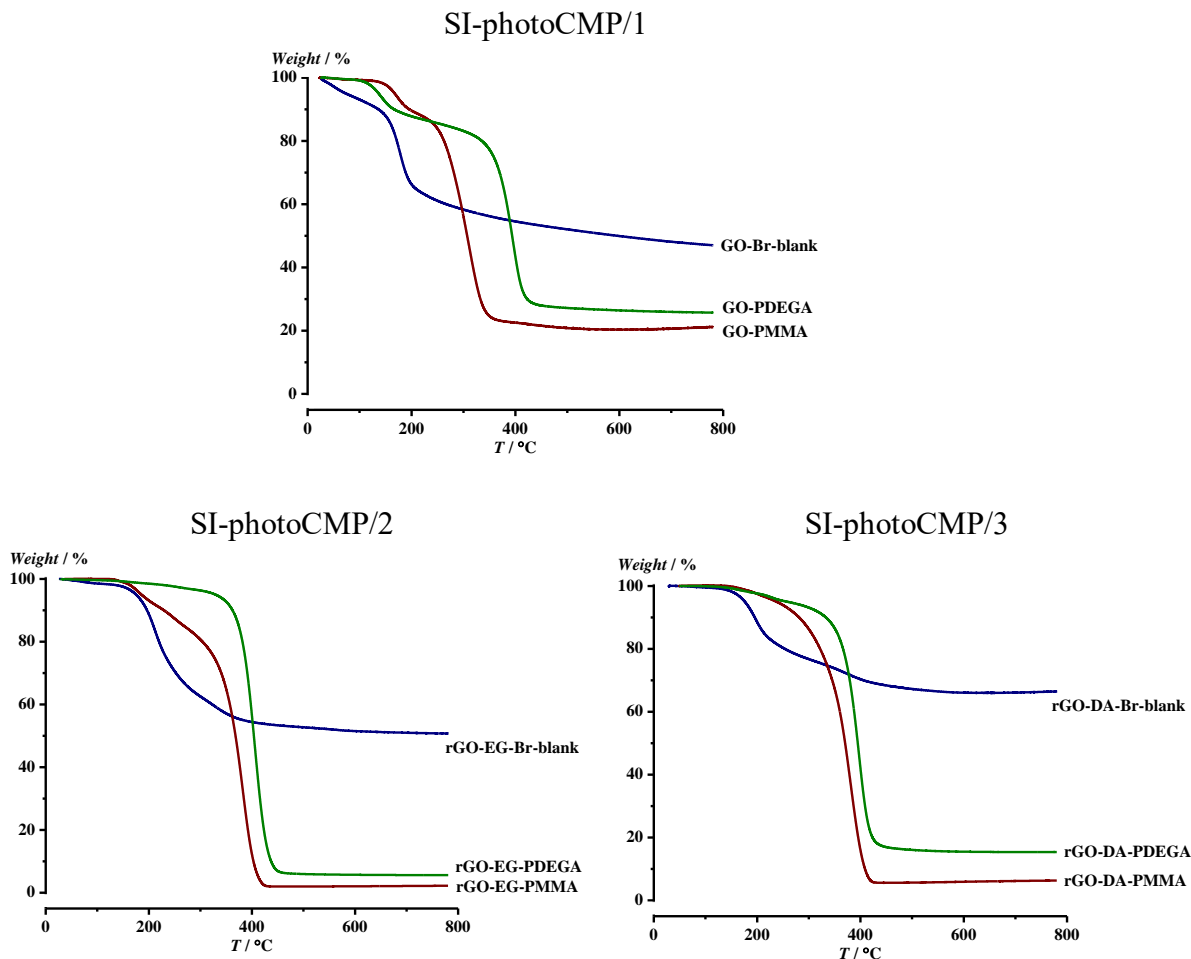 SI-photoCMP/1
Weight / %
100
80
60
40
20
0
GO-Br-blank
GO-PDEGA
GO-PMMA
0 200 400 600 800
T / °C
SI-photoCMP/2
Weight / %
100
80
60
40
20
0
rGO-EG-Br-blank
rGO-EG-PDEGA
rGO-EG-PMMA
0 200 400 600 800
T / °C
SI-photoCMP/3
Weight / %
100
80
60
40
20
0
rGO-DA-Br-blank
rGO-DA-PDEGA
rGO-DA-PMMA
0 200 400 600 800
T / °C